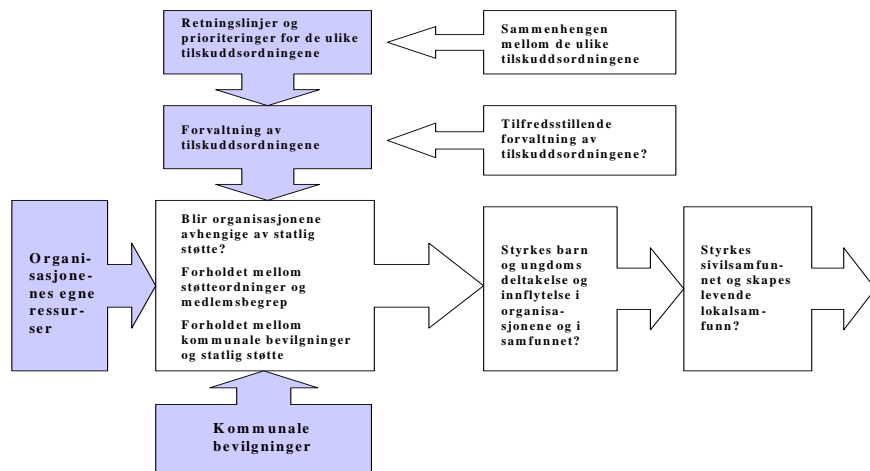 Retningslinjer og
prioriteringer for de ulike
tilskuddsordningene
Sammenhengen
mellom de ulike
tilskuddsordningene
Forvaltning av
tilskuddsordningene
Tilfredsstillende
forvaltning av
tilskuddsordningene?
Organi-
sasjone-
nes egne
ressur-
ser
Blir organisasjonene
avhengige av statlig
støtte?
Forholdet mellom
støtteordninger og
medlemsbegrep
Forholdet mellom
kommunale bevilgninger
og statlig støtte
Styrkes barn
og ungdoms
deltakelse og
innflytelse i
organisa-
sjonene og i
samfunnet?
Styrkes
sivilsamfun-
net og skapes
levende
lokalsam-
funn?
Kommunale
bevilgninger